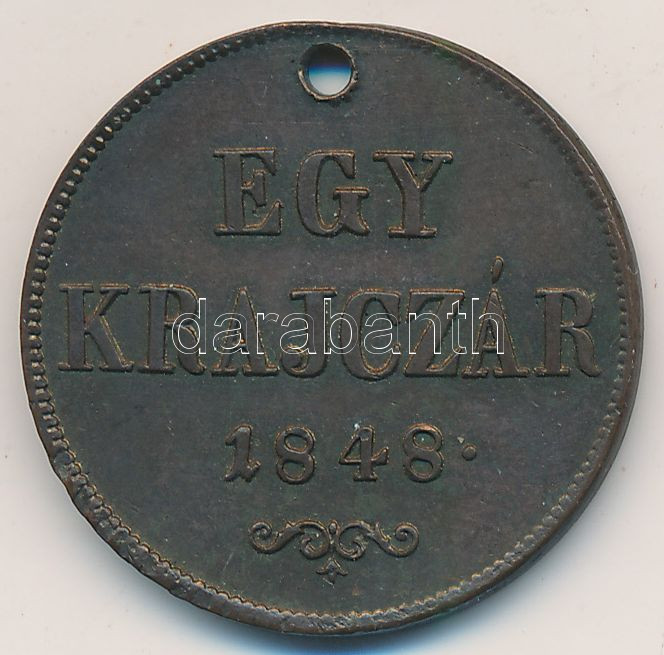 EGY
KRAJCZÁR
darabanth
1848.